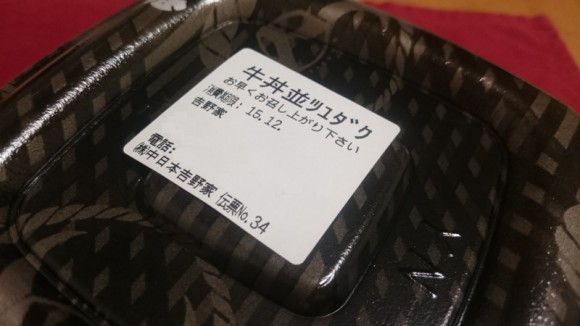 牛丼並ツユダク
お早くお召し上がり下さい
消費期限: 15.12.
吉野家
電話:
㈱中日本吉野家 伝票No.34